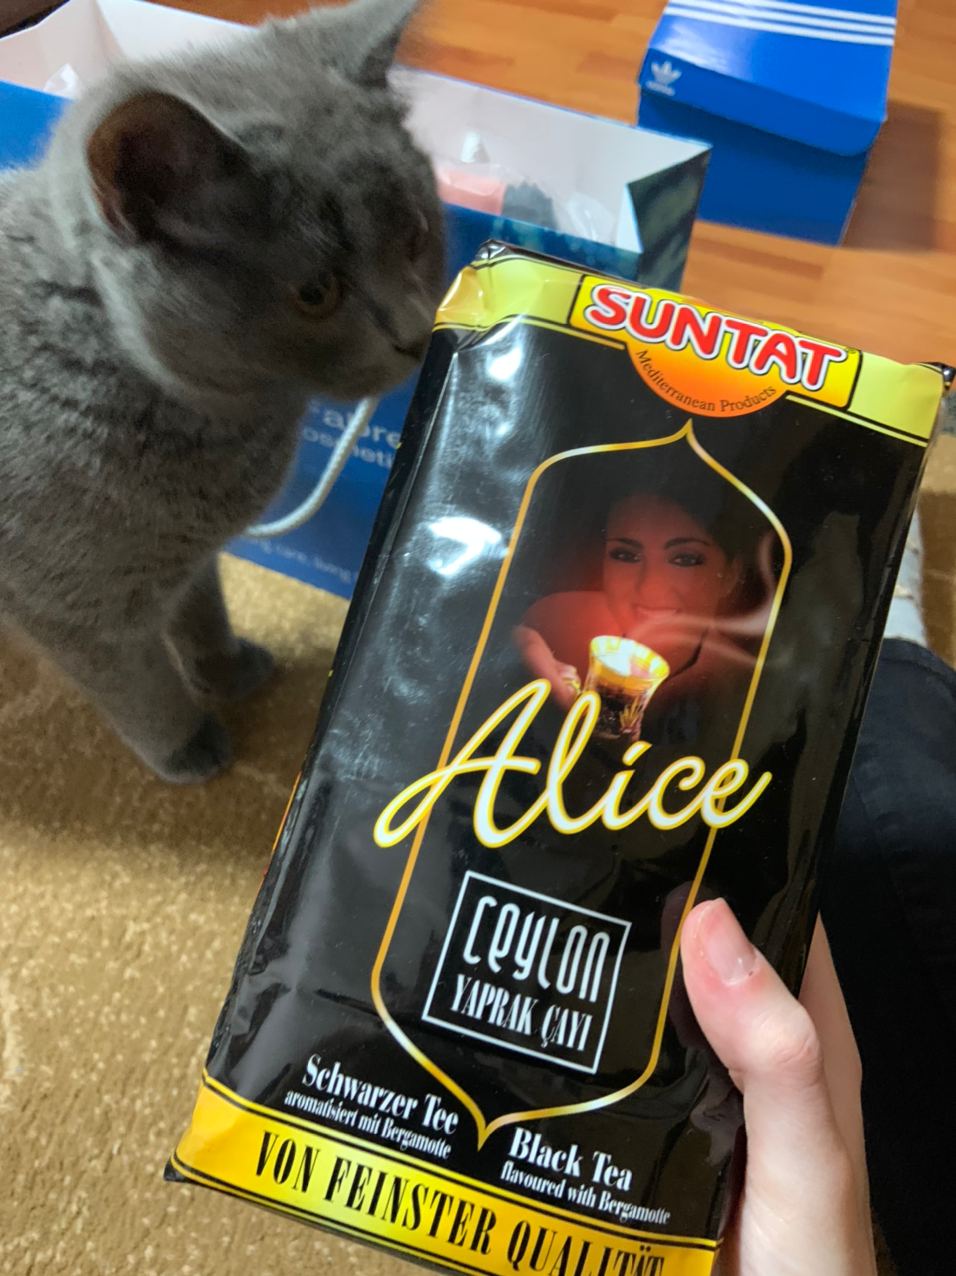 SUNTAT
Mediterranean Products
Alice
CEYLON
YAPRAK ÇAYI
Schwarzer Tee
aromatisiert mit Bergamotte
Black Tea
flavoured with Bergamotte
VON FEINSTER QUALITÄT